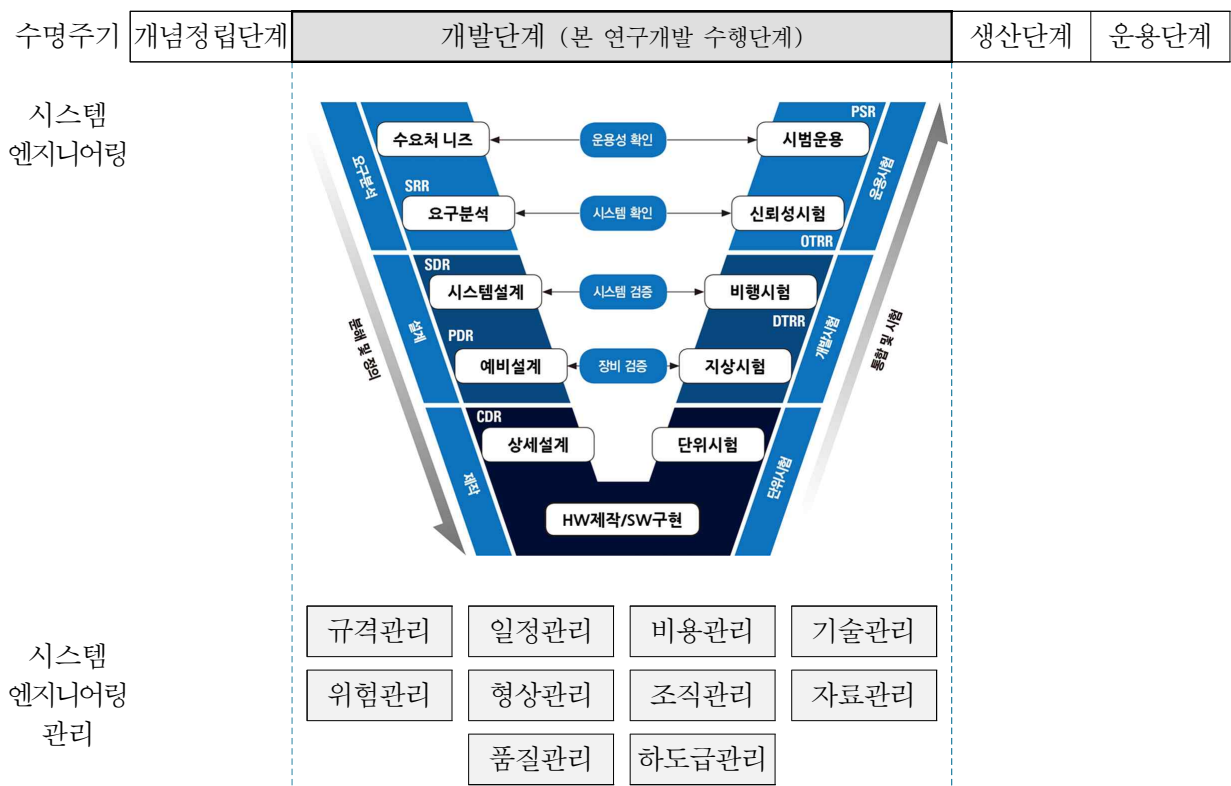 수명주기 개념정립단계 개발단계 (본 연구개발 수행단계) 생산단계 운용단계
시스템
엔지니어링
PSR
수요처 니즈 운용성 확인 시범운용
요구분석 운용시험
SRR
요구분석 시스템 확인 신뢰성시험
OTRR
SDR
시스템설계 시스템 검증 비행시험
DTRR
분해 및 정의 설계 개발시험 통합 및 시험
PDR
예비설계 장비 검증 지상시험
CDR
상세설계 단위시험
제작 단위시험
HW제작/SW구현
시스템
엔지니어링
관리
규격관리 일정관리 비용관리 기술관리
위험관리 형상관리 조직관리 자료관리
품질관리 하도급관리